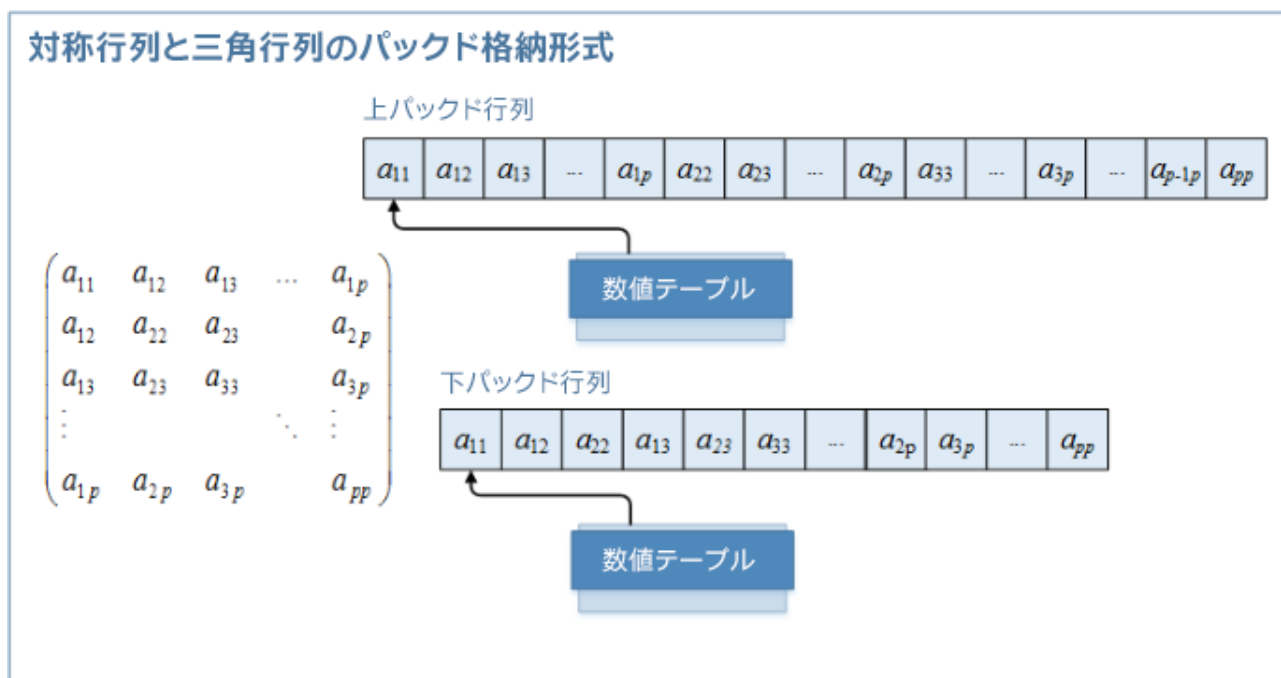 対称行列と三角行列のパックド格納形式
上パックド行列
a11 a12 a13 ... a1p a22 a23 ... a2p a33 ... a3p ... ap-1p app
数値テーブル
a11 a12 a13 ... a1p
a12 a22 a23 a2p
a13 a23 a33 a3p
⋮ ⋱ ⋮
a1p a2p a3p app
下パックド行列
a11 a12 a22 a13 a23 a33 ... a2p a3p ... app
数値テーブル